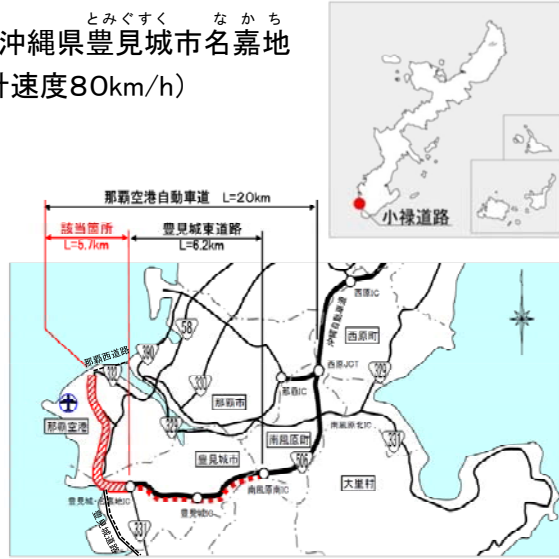 とみぐすく なかち
沖縄県豊見城市名嘉地
計速度80km/h）
小禄道路
那覇空港自動車道 L=20km
該当箇所
L=5.7km
豊見城東道路
L=6.2km
西原IC
沖縄自動車道
西原町
58
那覇西道路
390
西原JCT
329
330
那覇IC
332
那覇市
那覇空港
329
南風原町
南風原北IC
331
506
豊見城市
大里村
豊見城・名嘉地IC
南風原南IC
豊見城IC
331